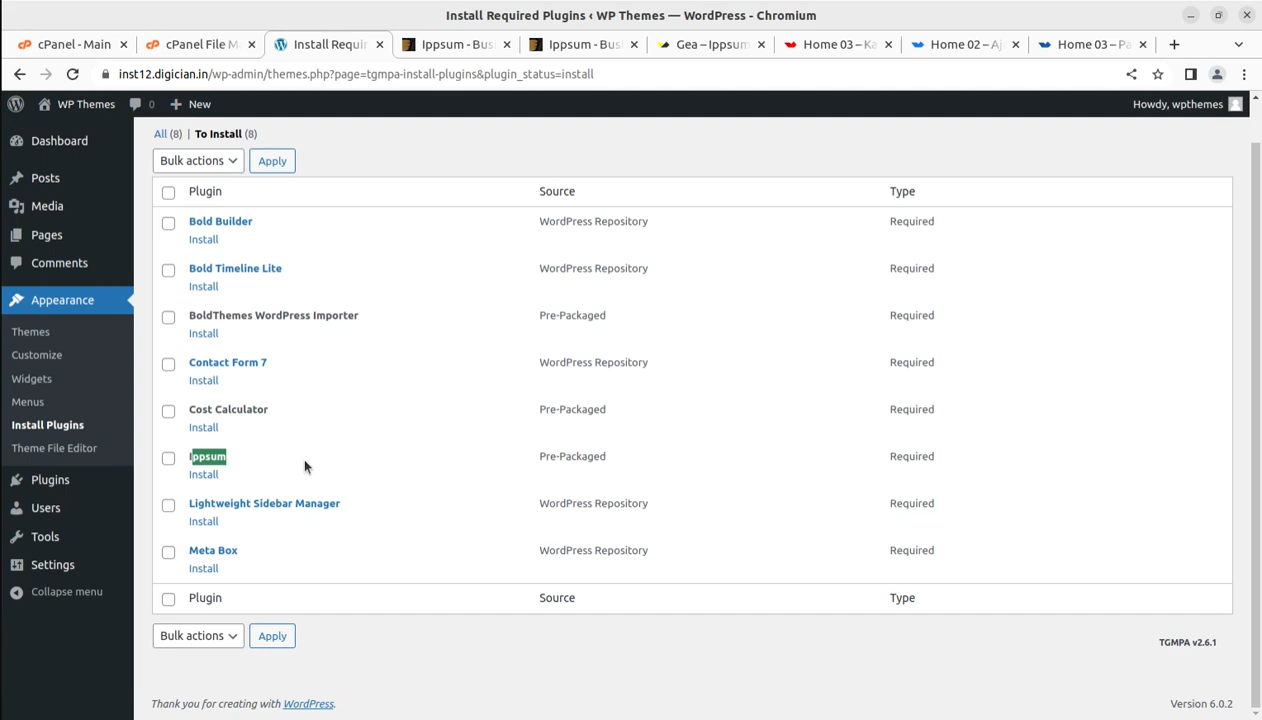 Install Required Plugins ‹ WP Themes — WordPress - Chromium
cPanel - Main
cPanel File M
Install Requir
Ippsum - Bus
Ippsum - Bus
Gea – Ippsum
Home 03 – Ka
Home 02 – Aj
Home 03 – Pa
inst12.digician.in/wp-admin/themes.php?page=tgmpa-install-plugins&plugin_status=install
WP Themes 0 New Howdy, wpthemes
Dashboard
Posts
Media
Pages
Comments
Appearance
Themes
Customize
Widgets
Menus
Install Plugins
Theme File Editor
Plugins
Users
Tools
Settings
Collapse menu
All (8) | To Install (8)
Bulk actions Apply
Plugin Source Type
Bold Builder WordPress Repository Required
Install
Bold Timeline Lite WordPress Repository Required
Install
BoldThemes WordPress Importer Pre-Packaged Required
Install
Contact Form 7 WordPress Repository Required
Install
Cost Calculator Pre-Packaged Required
Install
Ippsum Pre-Packaged Required
Install
Lightweight Sidebar Manager WordPress Repository Required
Install
Meta Box WordPress Repository Required
Install
Plugin Source Type
Bulk actions Apply
TGMPA v2.6.1
Thank you for creating with WordPress. Version 6.0.2